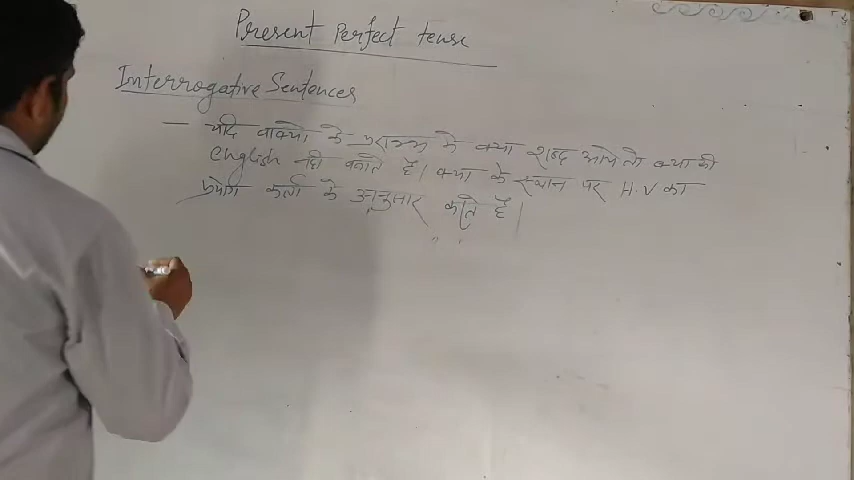 Present Perfect tense
Interrogative Sentences
— यदि वाक्यो के प्रारम्भ मे क्या शब्द आये तो क्या की
english नही बनाते है। क्या के स्थान पर H.V का
प्रयोग कर्ता के अनुसार करते है।